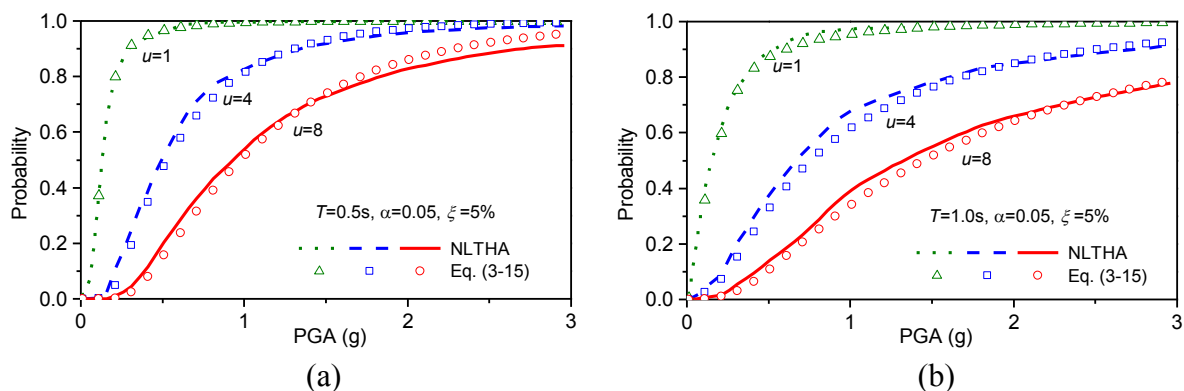 1.0
0.8
0.6
0.4
0.2
0.0
Probability
u=1
u=4
u=8
T=0.5s, α=0.05, ξ=5%
NLTHA
Eq. (3-15)
0 1 2 3
PGA (g)
(a)
1.0
0.8
0.6
0.4
0.2
0.0
Probability
u=1
u=4
u=8
T=1.0s, α=0.05, ξ=5%
NLTHA
Eq. (3-15)
0 1 2 3
PGA (g)
(b)